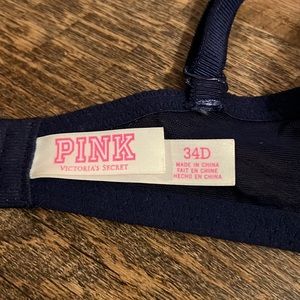 PINK
VICTORIA'S SECRET
34D
MADE IN CHINA
FAIT EN CHINE
HECHO EN CHINA